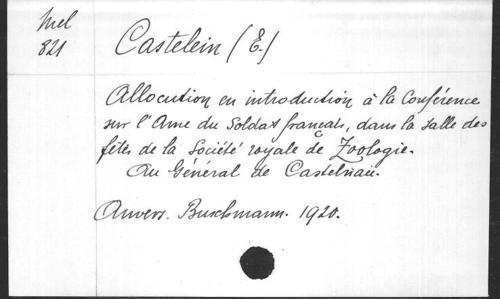 Mel
821
Castelein (E.)
Allocution en introduction à la Conférence
sur l'Ame du Soldat français, dans la salle des
fêtes de la Société royale de Zoologie.
Au Général de Castelnau.
Anvers. Buschmann. 1920.